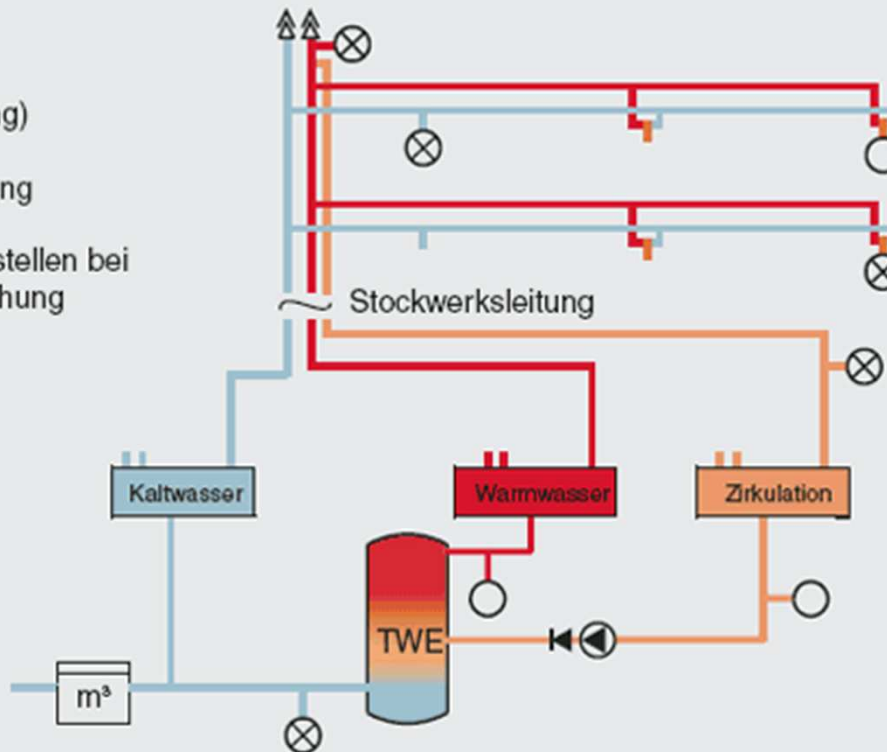 g)
ng
stellen bei
hung
Stockwerksleitung
Kaltwasser
Warmwasser
Zirkulation
TWE
m³